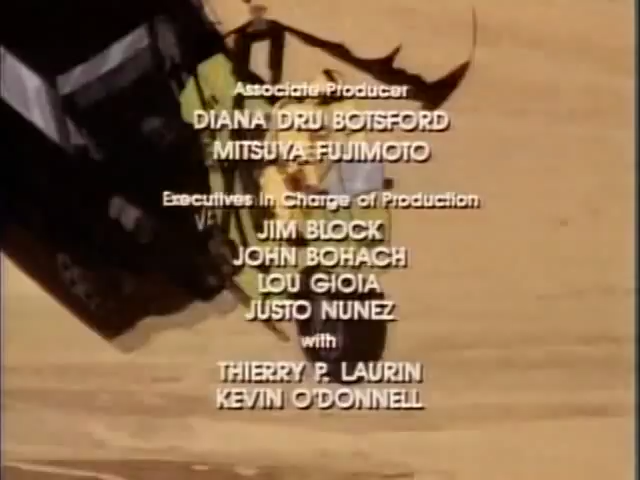 Associate Producer
DIANA DRU BOTSFORD
MITSUYA FUJIMOTO
Executives in Charge of Production
JIM BLOCK
JOHN BOHACH
LOU GIOIA
JUSTO NUNEZ
with
THIERRY P. LAURIN
KEVIN O'DONNELL